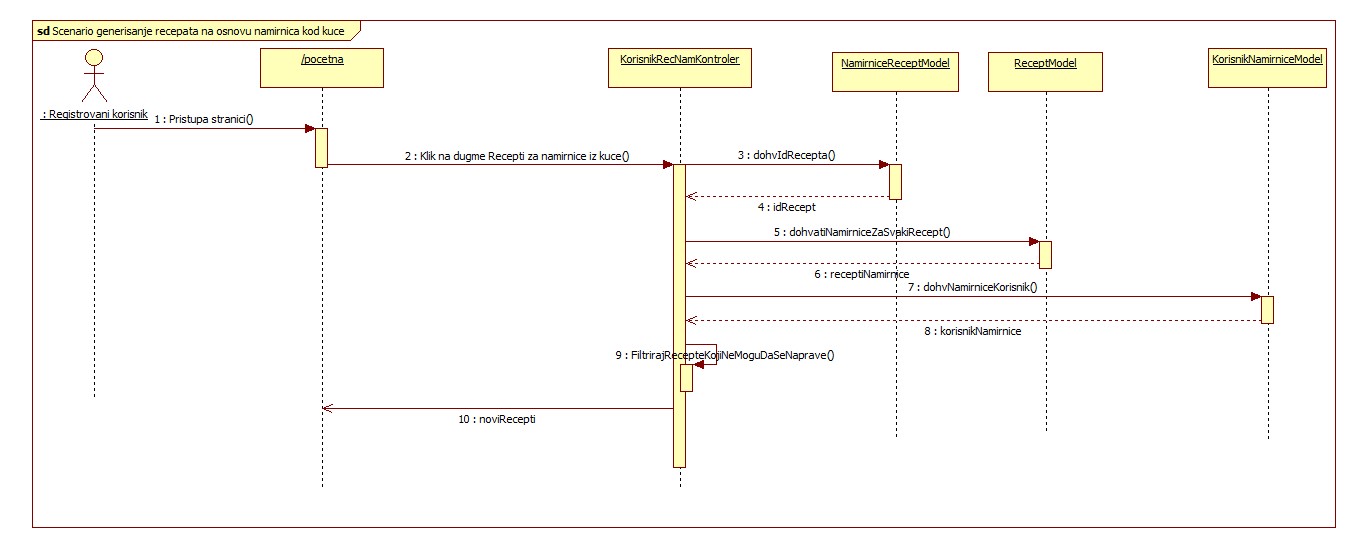 sd Scenario generisanje recepata na osnovu namirnica kod kuce
/pocetna
KorisnikRecNamKontroler
NamirniceReceptModel
ReceptModel
KorisnikNamirniceModel
: Registrovani korisnik
1 : Pristupa stranici()
2 : Klik na dugme Recepti za namirnice iz kuce()
3 : dohvIdRecepta()
4 : idRecept
5 : dohvatiNamirniceZaSvakiRecept()
6 : receptiNamirnice
7 : dohvNamirniceKorisnik()
8 : korisnikNamirnice
9 : FiltrirajRecepteKojiNeMoguDaSeNaprave()
10 : noviRecepti